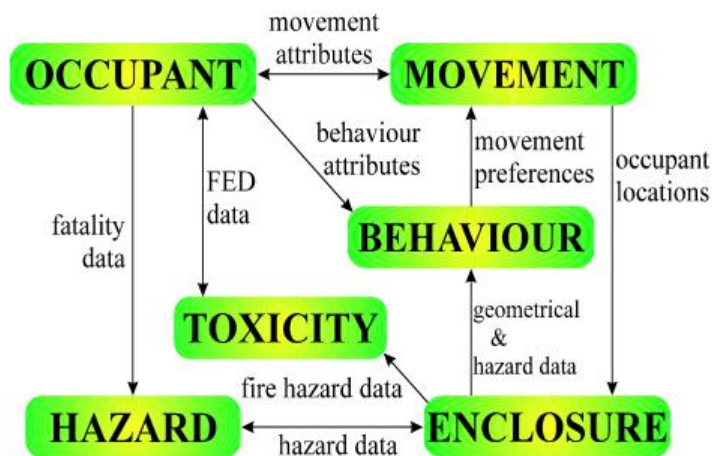 movement
attributes
OCCUPANT
MOVEMENT
behaviour
attributes
FED
data
movement
preferences
occupant
locations
fatality
data
BEHAVIOUR
TOXICITY
geometrical
&
hazard data
fire hazard data
HAZARD
hazard data
ENCLOSURE